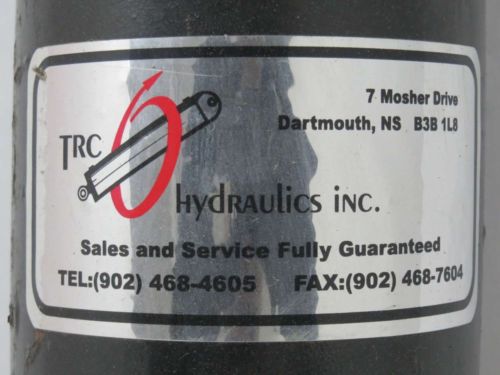 7 Mosher Drive
Dartmouth, NS B3B 1L8
TRC
hydraulics inc.
Sales and Service Fully Guaranteed
TEL:(902) 468-4605 FAX:(902) 468-7604